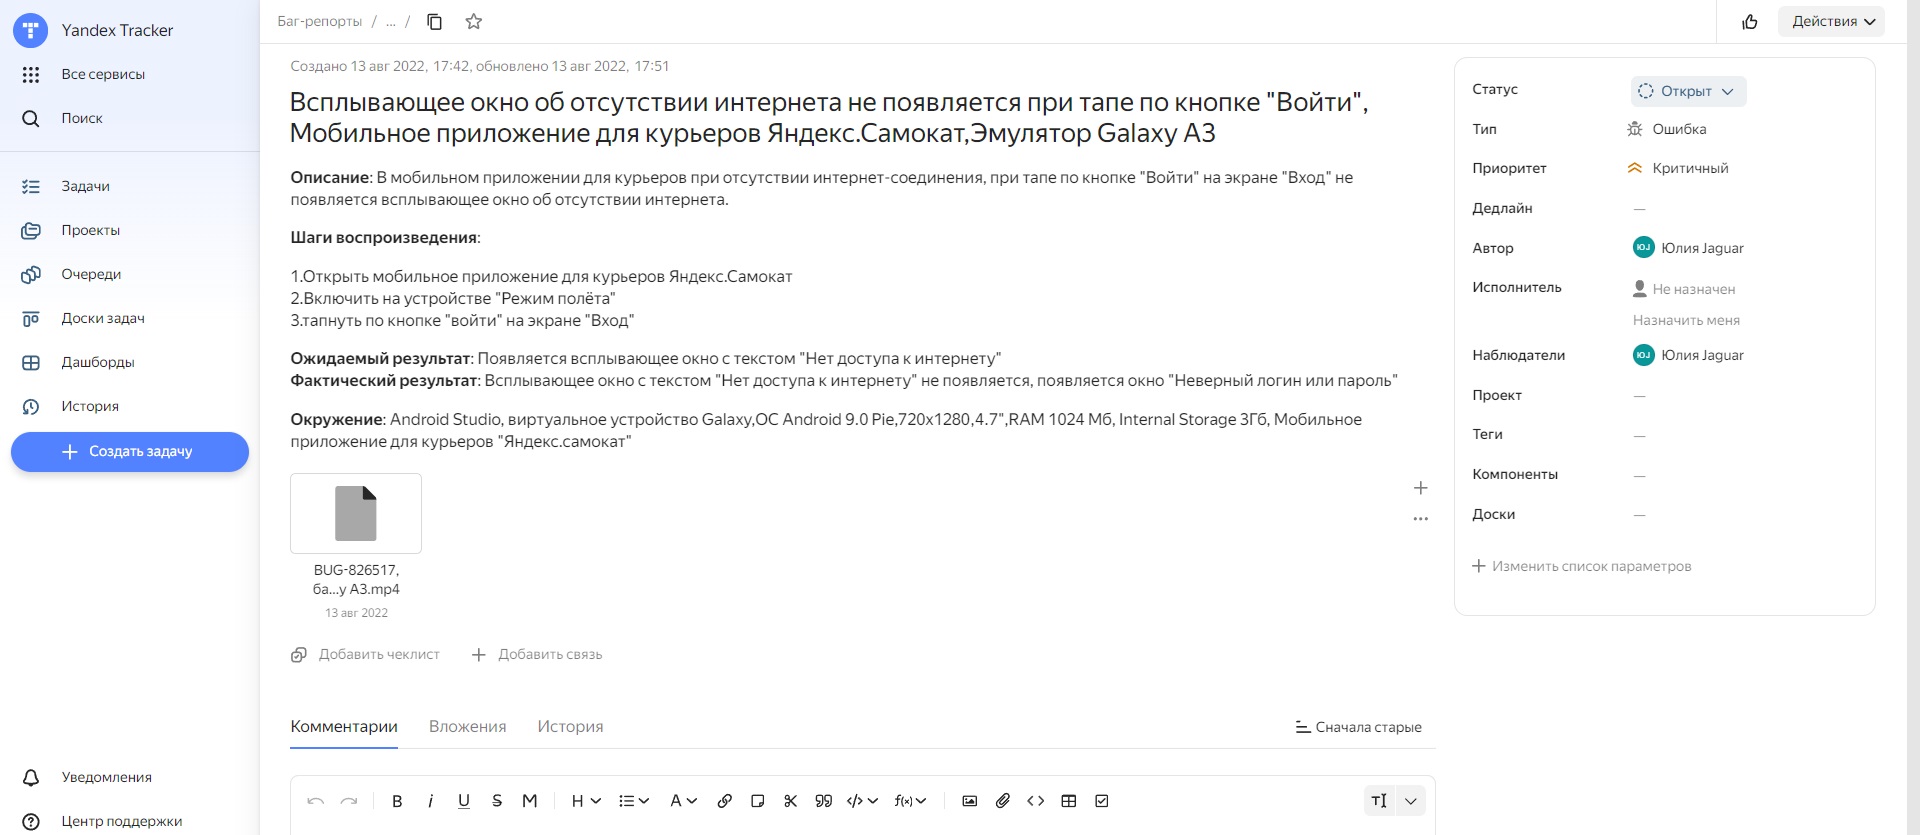 Yandex Tracker
Все сервисы
Поиск
Задачи
Проекты
Очереди
Доски задач
Дашборды
История
Создать задачу
Уведомления
Центр поддержки
Баг-репорты / ... /
Действия
Создано 13 авг 2022, 17:42, обновлено 13 авг 2022, 17:51
Всплывающее окно об отсутствии интернета не появляется при тапе по кнопке "Войти",
Мобильное приложение для курьеров Яндекс.Самокат,Эмулятор Galaxy A3
Описание: В мобильном приложении для курьеров при отсутствии интернет-соединения, при тапе по кнопке "Войти" на экране "Вход" не
появляется всплывающее окно об отсутствии интернета.
Шаги воспроизведения:
1.Открыть мобильное приложение для курьеров Яндекс.Самокат
2.Включить на устройстве "Режим полёта"
3.тапнуть по кнопке "войти" на экране "Вход"
Ожидаемый результат: Появляется всплывающее окно с текстом "Нет доступа к интернету"
Фактический результат: Всплывающее окно с текстом "Нет доступа к интернету" не появляется, появляется окно "Неверный логин или пароль"
Окружение: Android Studio, виртуальное устройство Galaxy,ОС Android 9.0 Pie,720x1280,4.7",RAM 1024 Мб, Internal Storage 3Гб, Мобильное
приложение для курьеров "Яндекс.самокат"
BUG-826517,
ба...у А3.mp4
13 авг 2022
Добавить чеклист
Добавить связь
Комментарии Вложения История
Сначала старые
B i U S M H A f(x) T
Статус Открыт
Тип Ошибка
Приоритет Критичный
Дедлайн —
Автор ЮJ Юлия Jaguar
Исполнитель Не назначен
Назначить меня
Наблюдатели ЮJ Юлия Jaguar
Проект —
Теги —
Компоненты —
Доски —
Изменить список параметров